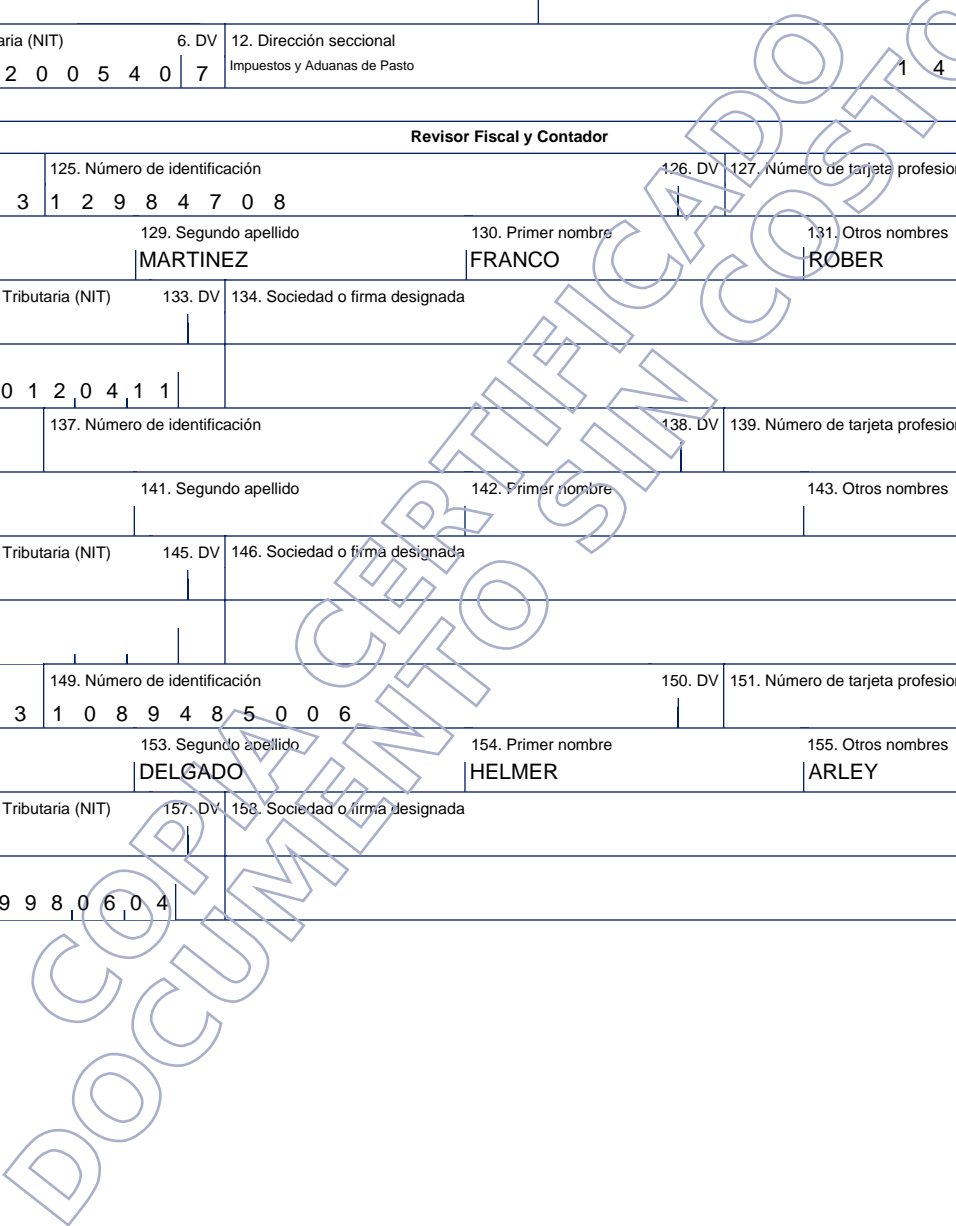 aria (NIT) 6. DV 12. Dirección seccional
2 0 0 5 4 0 7 Impuestos y Aduanas de Pasto 1 4
Revisor Fiscal y Contador
125. Número de identificación 126. DV 127. Número de tarjeta profesion
3 1 2 9 8 4 7 0 8
129. Segundo apellido 130. Primer nombre 131. Otros nombres
MARTINEZ FRANCO ROBER
Tributaria (NIT) 133. DV 134. Sociedad o firma designada
0 1 2 0 4 1 1
137. Número de identificación 138. DV 139. Número de tarjeta profesion
141. Segundo apellido 142. Primer nombre 143. Otros nombres
Tributaria (NIT) 145. DV 146. Sociedad o firma designada
149. Número de identificación 150. DV 151. Número de tarjeta profesion
3 1 0 8 9 4 8 5 0 0 6
153. Segundo apellido 154. Primer nombre 155. Otros nombres
DELGADO HELMER ARLEY
Tributaria (NIT) 157. DV 158. Sociedad o firma designada
9 9 8 0 6 0 4
COPIA CERTIFICADO
DOCUMENTO SIN COSTO